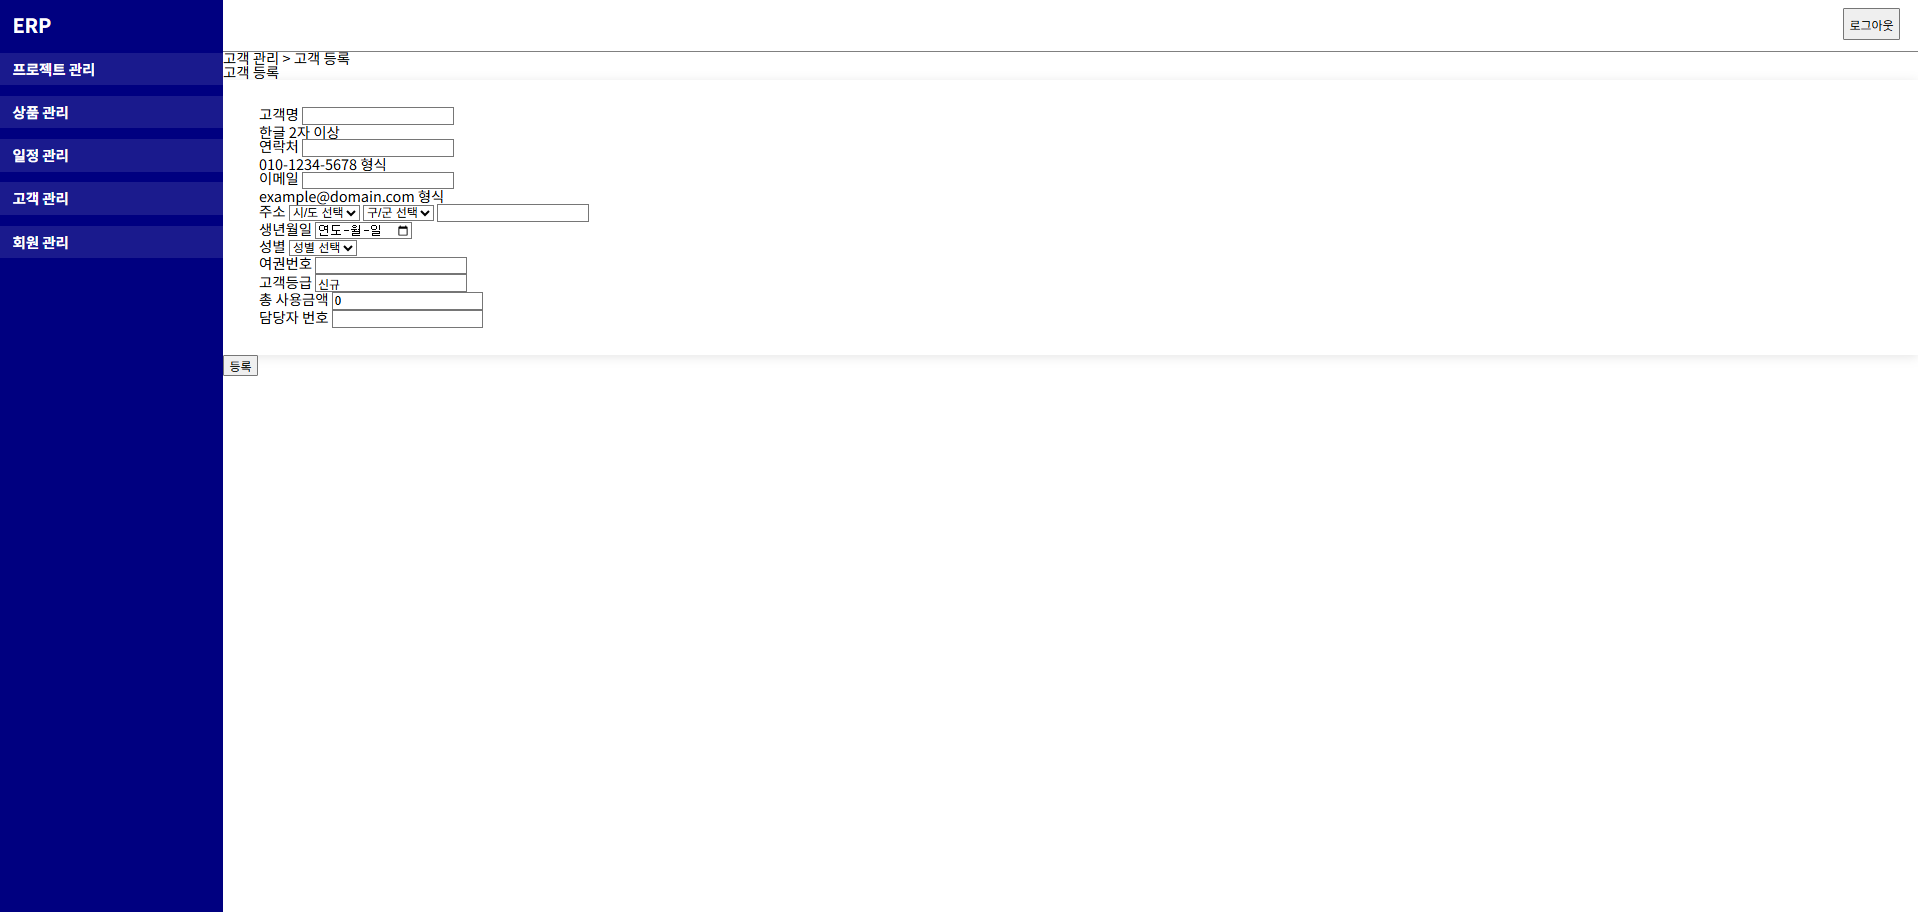 ERP
프로젝트 관리
상품 관리
일정 관리
고객 관리
회원 관리
로그아웃
고객 관리 > 고객 등록
고객 등록
고객명
한글 2자 이상
연락처
010-1234-5678 형식
이메일
example@domain.com 형식
주소 시/도 선택 구/군 선택
생년월일 연도-월-일
성별 성별 선택
여권번호
고객등급 신규
총 사용금액 0
담당자 번호
등록